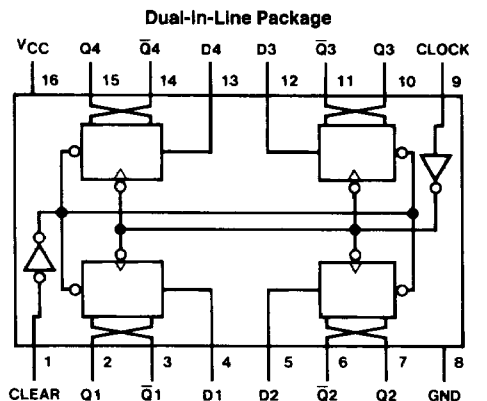 Dual-In-Line Package
VCC Q4 Q̅4 D4 D3 Q̅3 Q3 CLOCK
16 15 14 13 12 11 10 9
1 2 3 4 5 6 7 8
CLEAR Q1 Q̅1 D1 D2 Q̅2 Q2 GND